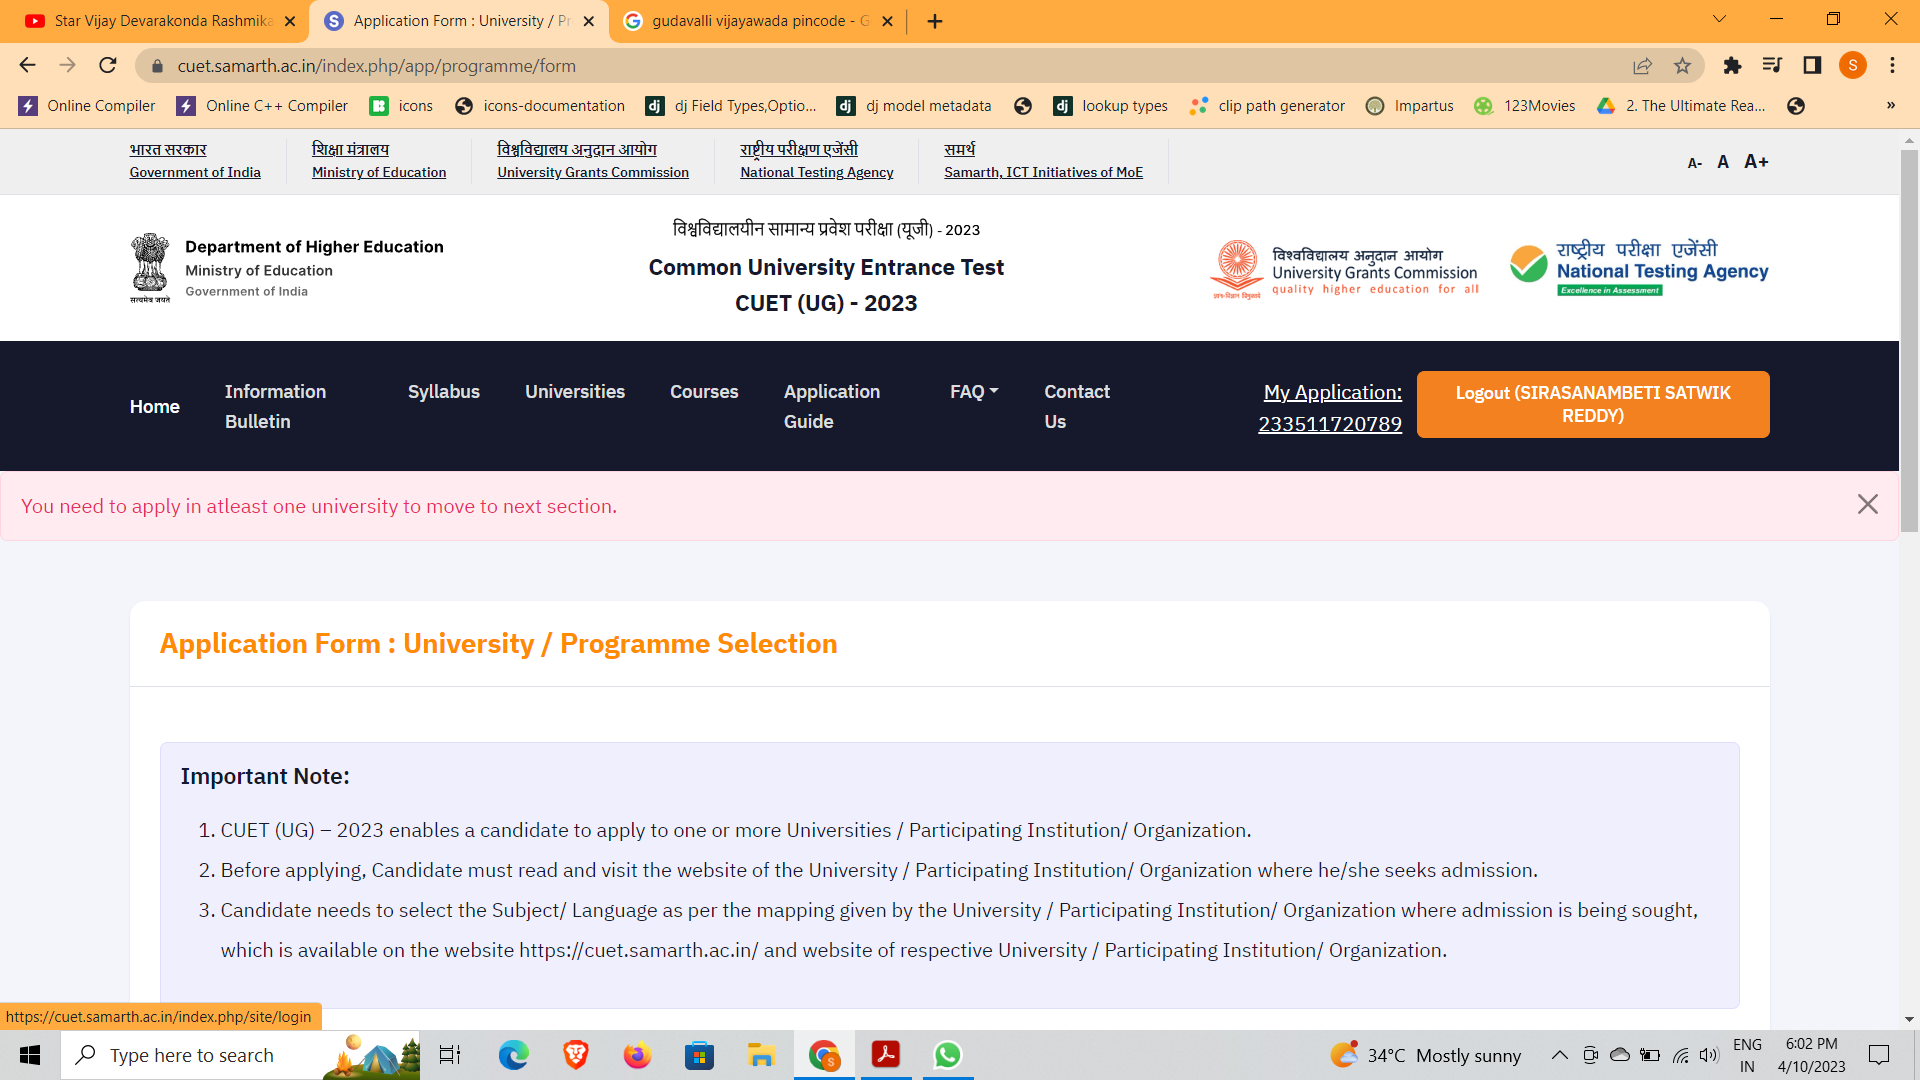 Star Vijay Devarakonda Rashmika
Application Form : University / Pr
gudavalli vijayawada pincode - G
cuet.samarth.ac.in/index.php/app/programme/form
S
Online Compiler
Online C++ Compiler
icons
icons-documentation
dj Field Types,Optio...
dj model metadata
lookup types
clip path generator
Impartus
123Movies
2. The Ultimate Rea...
»
भारत सरकार
Government of India
शिक्षा मंत्रालय
Ministry of Education
विश्वविद्यालय अनुदान आयोग
University Grants Commission
राष्ट्रीय परीक्षण एजेंसी
National Testing Agency
समर्थ
Samarth, ICT Initiatives of MoE
A- A A+
सत्यमेव जयते
Department of Higher Education
Ministry of Education
Government of India
विश्वविद्यालयीन सामान्य प्रवेश परीक्षा (यूजी) - 2023
Common University Entrance Test
CUET (UG) - 2023
विश्वविद्यालय अनुदान आयोग
University Grants Commission
quality higher education for all
राष्ट्रीय परीक्षा एजेंसी
National Testing Agency
Excellence in Assessment
Home
Information
Bulletin
Syllabus
Universities
Courses
Application
Guide
FAQ
Contact
Us
My Application:
233511720789
Logout (SIRASANAMBETI SATWIK
REDDY)
You need to apply in atleast one university to move to next section.
Application Form : University / Programme Selection
Important Note:
1. CUET (UG) – 2023 enables a candidate to apply to one or more Universities / Participating Institution/ Organization.
2. Before applying, Candidate must read and visit the website of the University / Participating Institution/ Organization where he/she seeks admission.
3. Candidate needs to select the Subject/ Language as per the mapping given by the University / Participating Institution/ Organization where admission is being sought,
which is available on the website https://cuet.samarth.ac.in/ and website of respective University / Participating Institution/ Organization.
https://cuet.samarth.ac.in/index.php/site/login
Type here to search
34°C Mostly sunny
ENG
IN
6:02 PM
4/10/2023